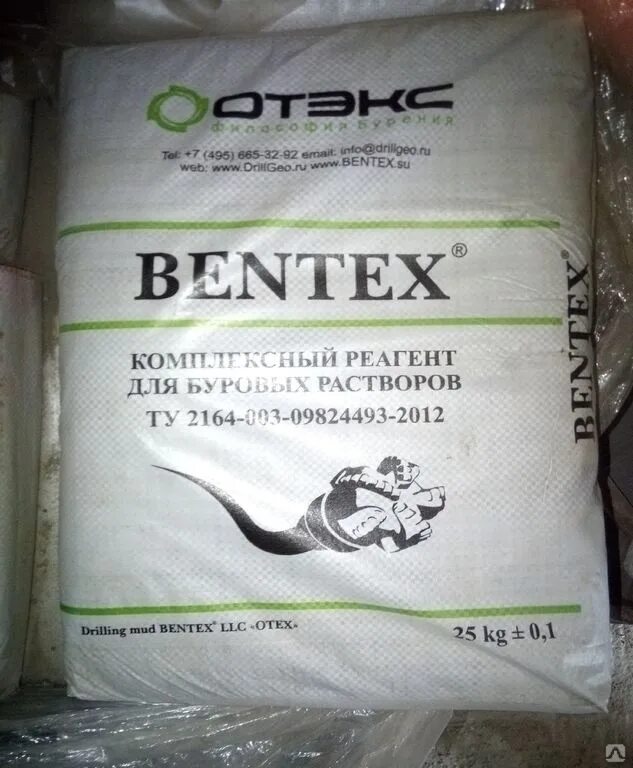 ОТЭКС
Философия Бурения
Tel: +7 (495) 665-32-92 email: info@drillgeo.ru
web: www.DrillGeo.ru www.BENTEX.su
BENTEX®
КОМПЛЕКСНЫЙ РЕАГЕНТ
ДЛЯ БУРОВЫХ РАСТВОРОВ
ТУ 2164-003-09824493-2012
Drilling mud BENTEX® LLC «OTEX»
25 kg ± 0,1
BENTEX®